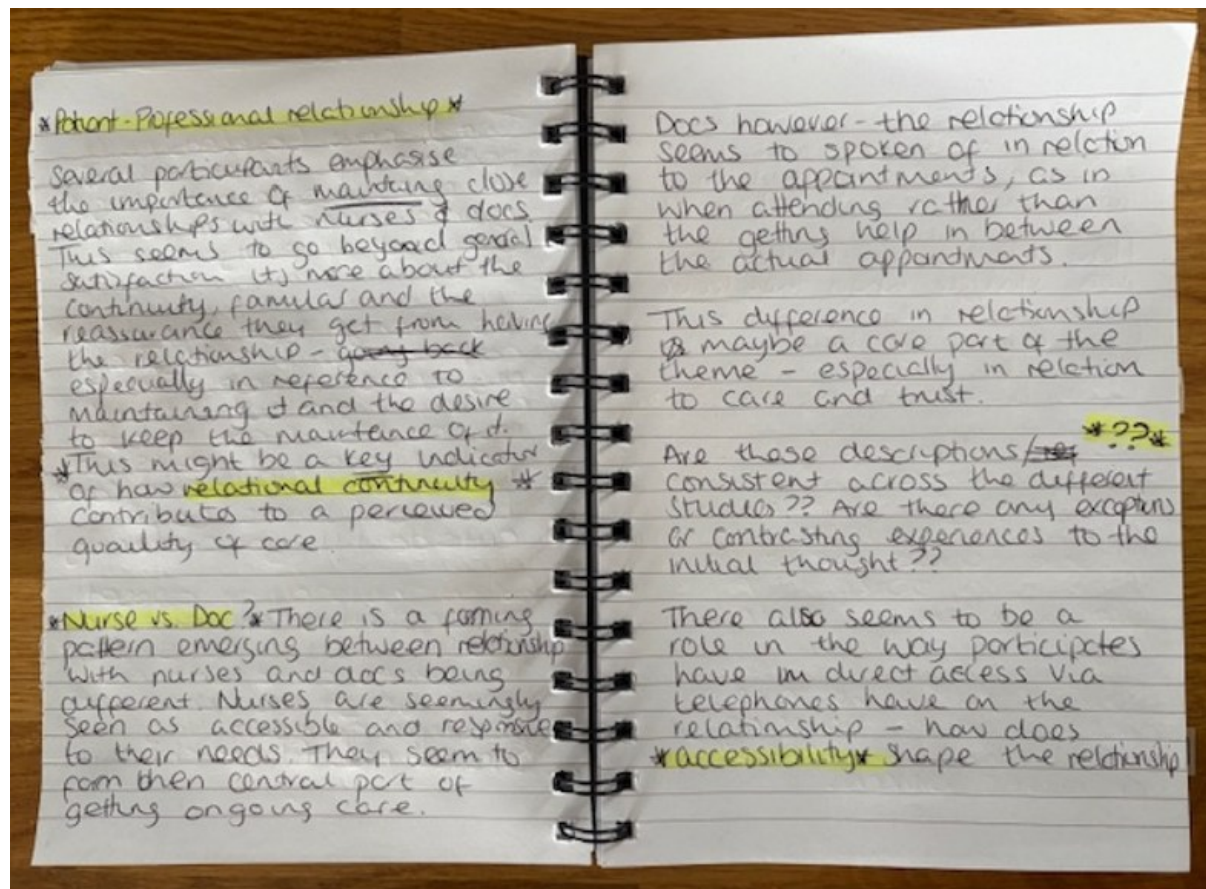 *Patient-Professional relationship*
Several participants emphasise
the importance of maintaing close
relationships with nurses & docs.
This seems to go beyond general
satisfaction its more about the
continuity, familar and the
reassurance they get from having
the relationship - going back
especially in reference to
maintaining it and the desire
to keep the maintance of it.
*This might be a key indicator
of how relational continuity *
contributes to a perceived
quaility of care
*Nurse vs. Doc?* There is a forming
pattern emerging between relationship
with nurses and docs being
different. Nurses are seemingly
seen as accessible and responsive
to their needs. They seem to
form then central part of
getting ongoing care.
Docs however - the relationship
seems to spoken of in relation
to the appointments, as in
when attending rather than
the getting help in between
the actual appointments.
This difference in relationship
maybe a core part of the
theme - especially in relation
to care and trust.
*??*
Are these descriptions/
consistent across the different
studies?? Are there any exceptions
or contrasting experiences to the
initial thought??
There also seems to be a
role in the way participates
have in direct access via
telephones have on the
relationship - how does
*accessibility* shape the relationship